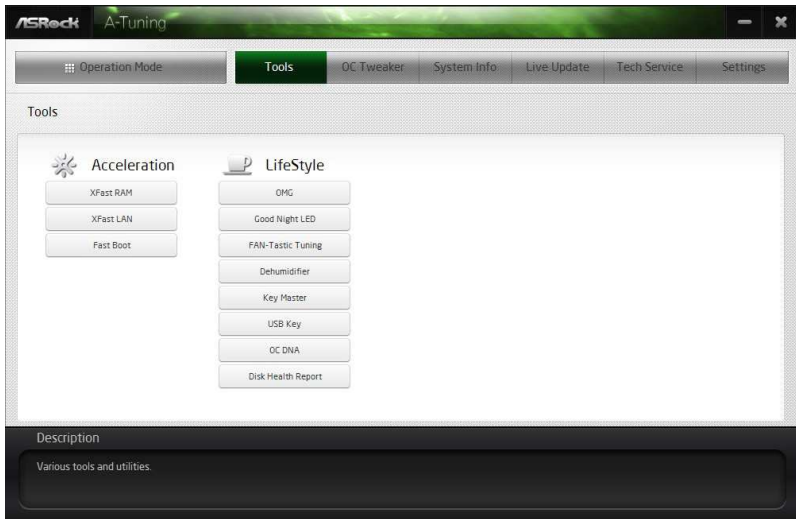 ASRock A-Tuning
Operation Mode Tools OC Tweaker System Info Live Update Tech Service Settings
Tools
Acceleration LifeStyle
XFast RAM OMG
XFast LAN Good Night LED
Fast Boot FAN-Tastic Tuning
Dehumidifier
Key Master
USB Key
OC DNA
Disk Health Report
Description
Various tools and utilities.